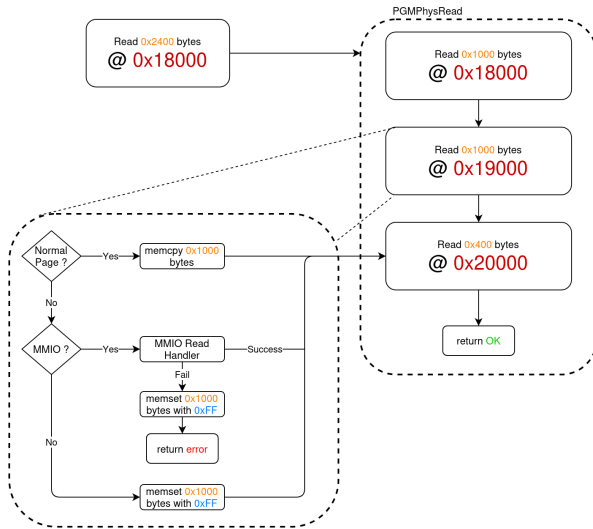 PGMPhysRead
Read 0x2400 bytes
@ 0x18000
Read 0x1000 bytes
@ 0x18000
Read 0x1000 bytes
@ 0x19000
Read 0x400 bytes
@ 0x20000
return OK
Normal
Page ?
Yes
memcpy 0x1000
bytes
No
MMIO ?
Yes
MMIO Read
Handler
Success
Fail
memset 0x1000
bytes with 0xFF
return error
No
memset 0x1000
bytes with 0xFF